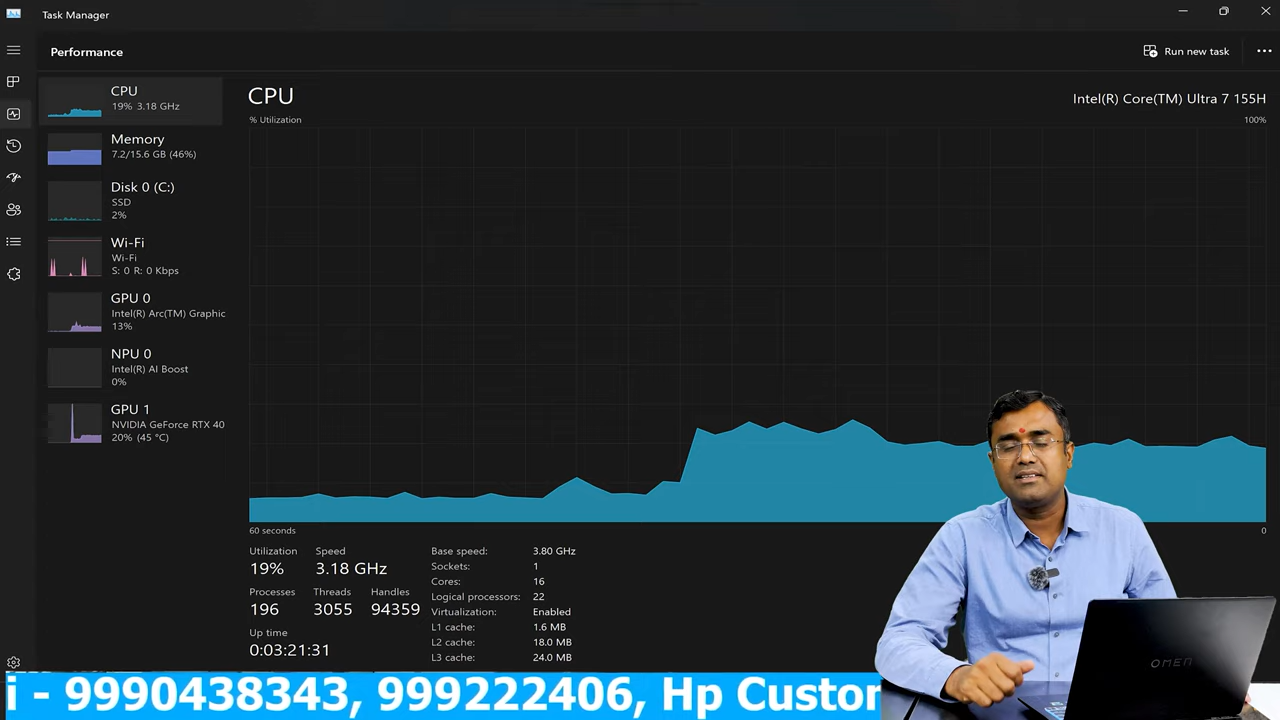 Task Manager
Performance
Run new task
CPU
19% 3.18 GHz
Memory
7.2/15.6 GB (46%)
Disk 0 (C:)
SSD
2%
Wi-Fi
Wi-Fi
S: 0 R: 0 Kbps
GPU 0
Intel(R) Arc(TM) Graphic
13%
NPU 0
Intel(R) AI Boost
0%
GPU 1
NVIDIA GeForce RTX 40
20% (45 °C)
CPU
Intel(R) Core(TM) Ultra 7 155H
% Utilization
100%
60 seconds
0
Utilization
19%
Speed
3.18 GHz
Processes
196
Threads
3055
Handles
94359
Up time
0:03:21:31
Base speed: 3.80 GHz
Sockets: 1
Cores: 16
Logical processors: 22
Virtualization: Enabled
L1 cache: 1.6 MB
L2 cache: 18.0 MB
L3 cache: 24.0 MB
OMEN
i - 9990438343, 999222406, Hp Custor